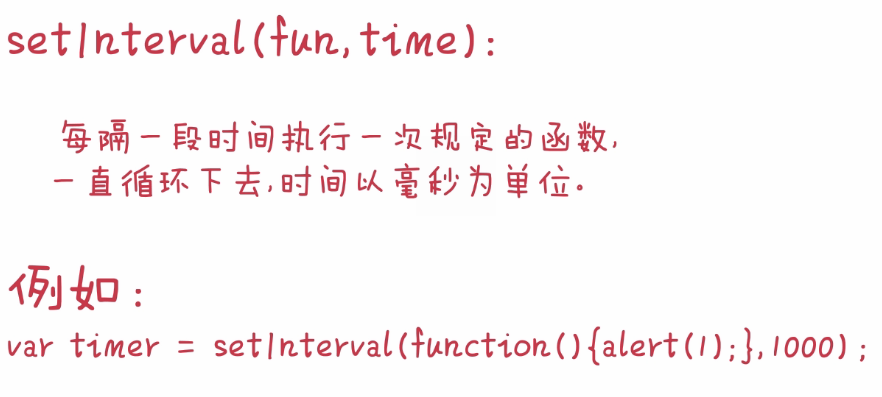 setInterval(fun,time):
每隔一段时间执行一次规定的函数,
一直循环下去,时间以毫秒为单位。
例如:
var timer = setInterval(function(){alert(1);},1000);